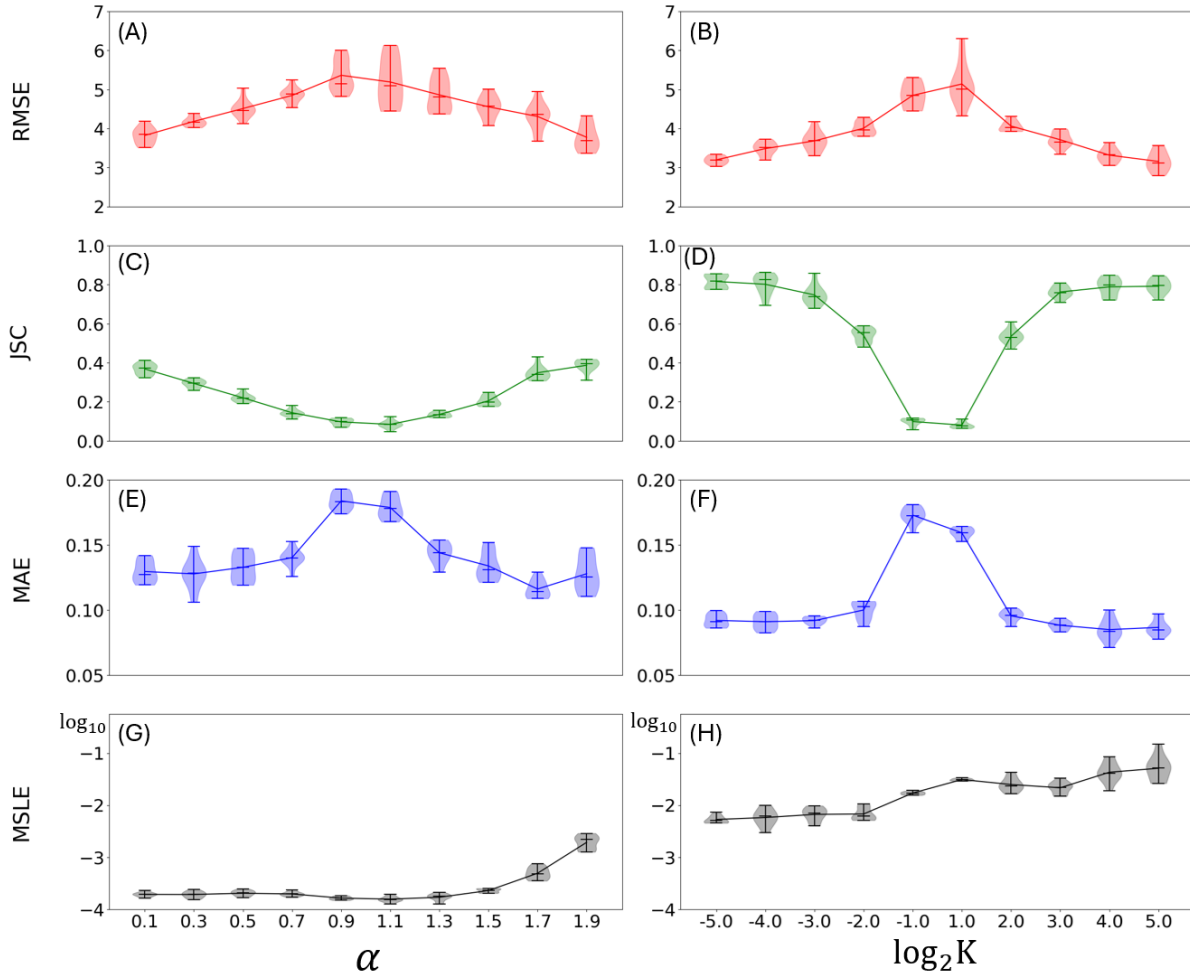 (A)
7
6
5
4
3
2
RMSE
(B)
7
6
5
4
3
2
(C)
1.0
0.8
0.6
0.4
0.2
0.0
JSC
(D)
1.0
0.8
0.6
0.4
0.2
0.0
(E)
0.20
0.15
0.10
0.05
MAE
(F)
0.20
0.15
0.10
0.05
log₁₀
(G)
−1
−2
−3
−4
MSLE
0.1 0.3 0.5 0.7 0.9 1.1 1.3 1.5 1.7 1.9
α
log₁₀
(H)
−1
−2
−3
−4
-5.0 -4.0 -3.0 -2.0 -1.0 1.0 2.0 3.0 4.0 5.0
log₂K